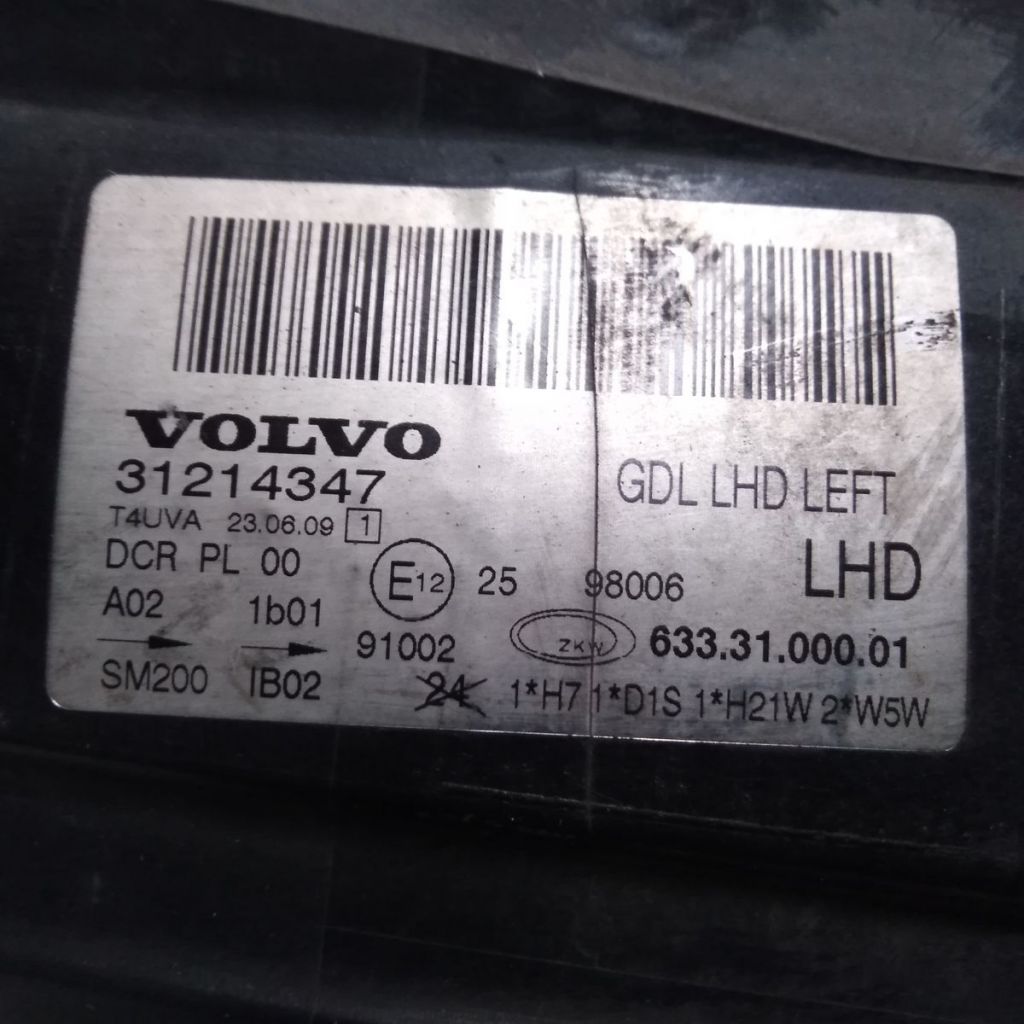 VOLVO
31214347
GDL LHD LEFT
T4UVA 23.06.09 1
DCR PL 00
E12 25 98006 LHD
A02 1b01
91002 ZKW 633.31.000.01
SM200 IB02 24 1*H7 1*D1S 1*H21W 2*W5W